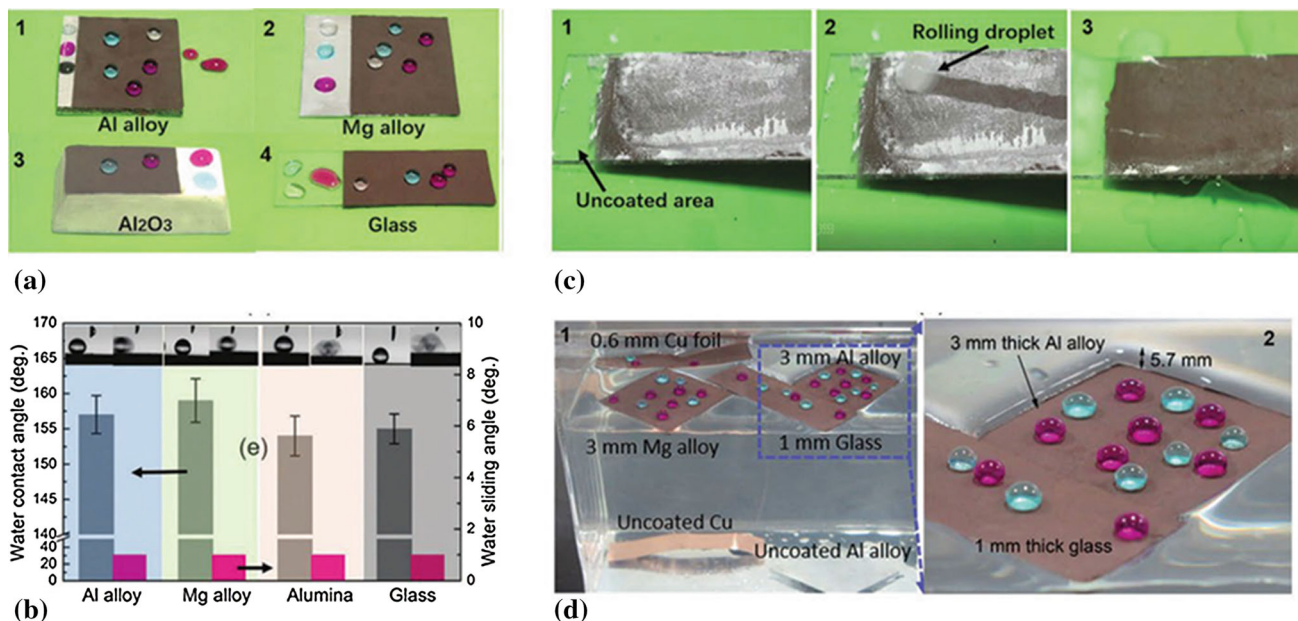 1
2
Al alloy
Mg alloy
3
4
Al2O3
Glass
(a)
1
2
Rolling droplet
3
Uncoated area
(c)
170
165
160
155
150
145
140
40
20
0
Water contact angle (deg.)
(e)
10
8
6
4
2
0
Water sliding angle (deg.)
Al alloy
Mg alloy
Alumina
Glass
(b)
1
0.6 mm Cu foil
3 mm Al alloy
3 mm Mg alloy
1 mm Glass
Uncoated Cu
Uncoated Al alloy
2
3 mm thick Al alloy
5.7 mm
1 mm thick glass
(d)